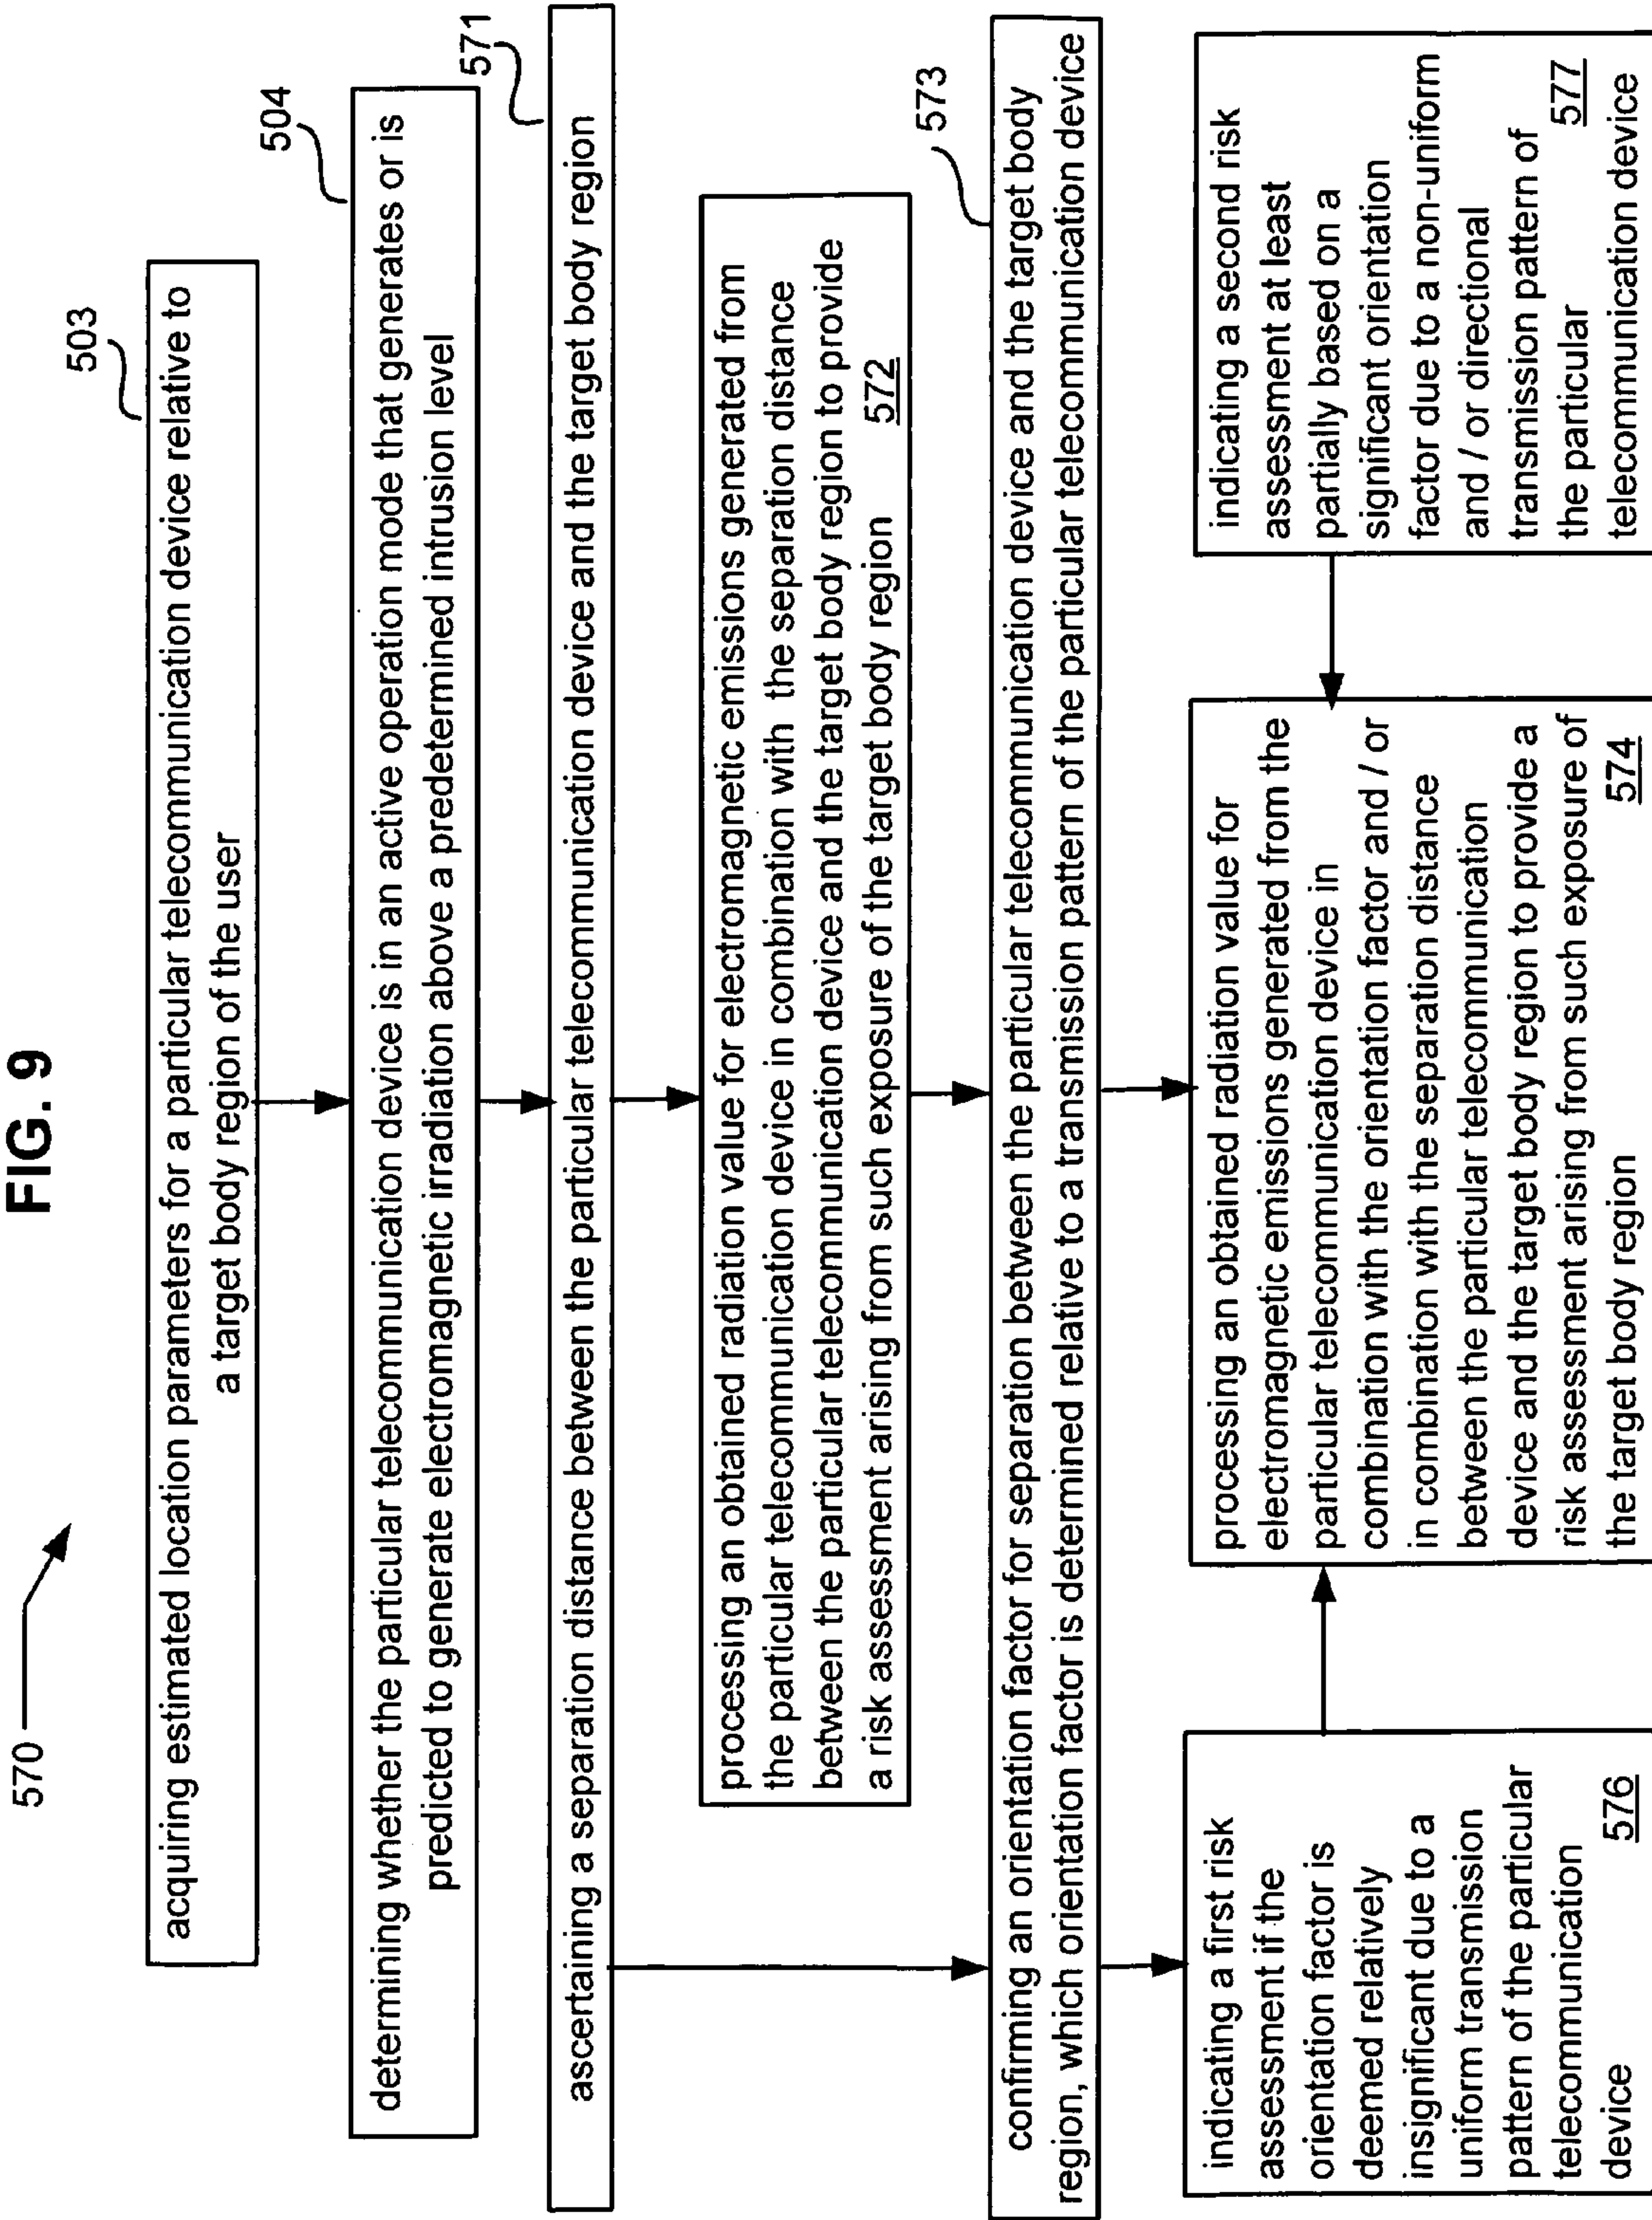 FIG. 9
570
503
acquiring estimated location parameters for a particular telecommunication device relative to
a target body region of the user
504
determining whether the particular telecommunication device is in an active operation mode that generates or is
predicted to generate electromagnetic irradiation above a predetermined intrusion level
571
ascertaining a separation distance between the particular telecommunication device and the target body region
processing an obtained radiation value for electromagnetic emissions generated from
the particular telecommunication device in combination with the separation distance
between the particular telecommunication device and the target body region to provide
a risk assessment arising from such exposure of the target body region 572
573
confirming an orientation factor for separation between the particular telecommunication device and the target body
region, which orientation factor is determined relative to a transmission pattern of the particular telecommunication device
indicating a first risk
assessment if the
orientation factor is
deemed relatively
insignificant due to a
uniform transmission
pattern of the particular
telecommunication
device 576
processing an obtained radiation value for
electromagnetic emissions generated from the
particular telecommunication device in
combination with the orientation factor and / or
in combination with the separation distance
between the particular telecommunication
device and the target body region to provide a
risk assessment arising from such exposure of
the target body region 574
indicating a second risk
assessment at least
partially based on a
significant orientation
factor due to a non-uniform
and / or directional
transmission pattern of
the particular 577
telecommunication device